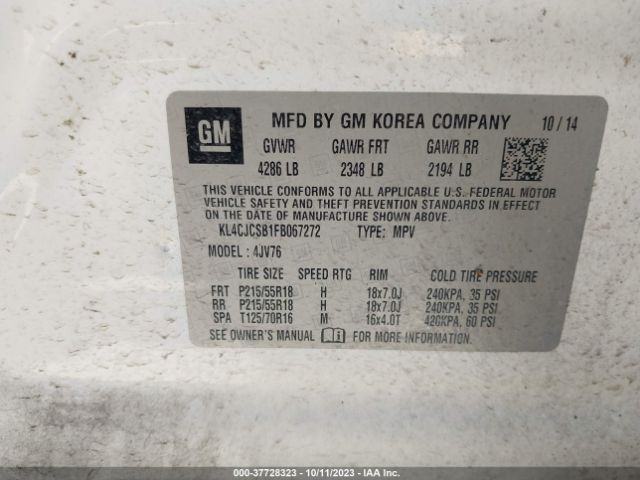 GM
MFD BY GM KOREA COMPANY 10/14
GVWR GAWR FRT GAWR RR
4286 LB 2348 LB 2194 LB
THIS VEHICLE CONFORMS TO ALL APPLICABLE U.S. FEDERAL MOTOR
VEHICLE SAFETY AND THEFT PREVENTION STANDARDS IN EFFECT
ON THE DATE OF MANUFACTURE SHOWN ABOVE.
KL4CJCSB1FB067272 TYPE: MPV
MODEL: 4JV76
TIRE SIZE SPEED RTG RIM COLD TIRE PRESSURE
FRT P215/55R18 H 18x7.0J 240KPA, 35 PSI
RR P215/55R18 H 18x7.0J 240KPA, 35 PSI
SPA T125/70R16 M 16x4.0T 420KPA, 60 PSI
SEE OWNER'S MANUAL
000-37728323 | 10/11/2023 - IAA Inc.